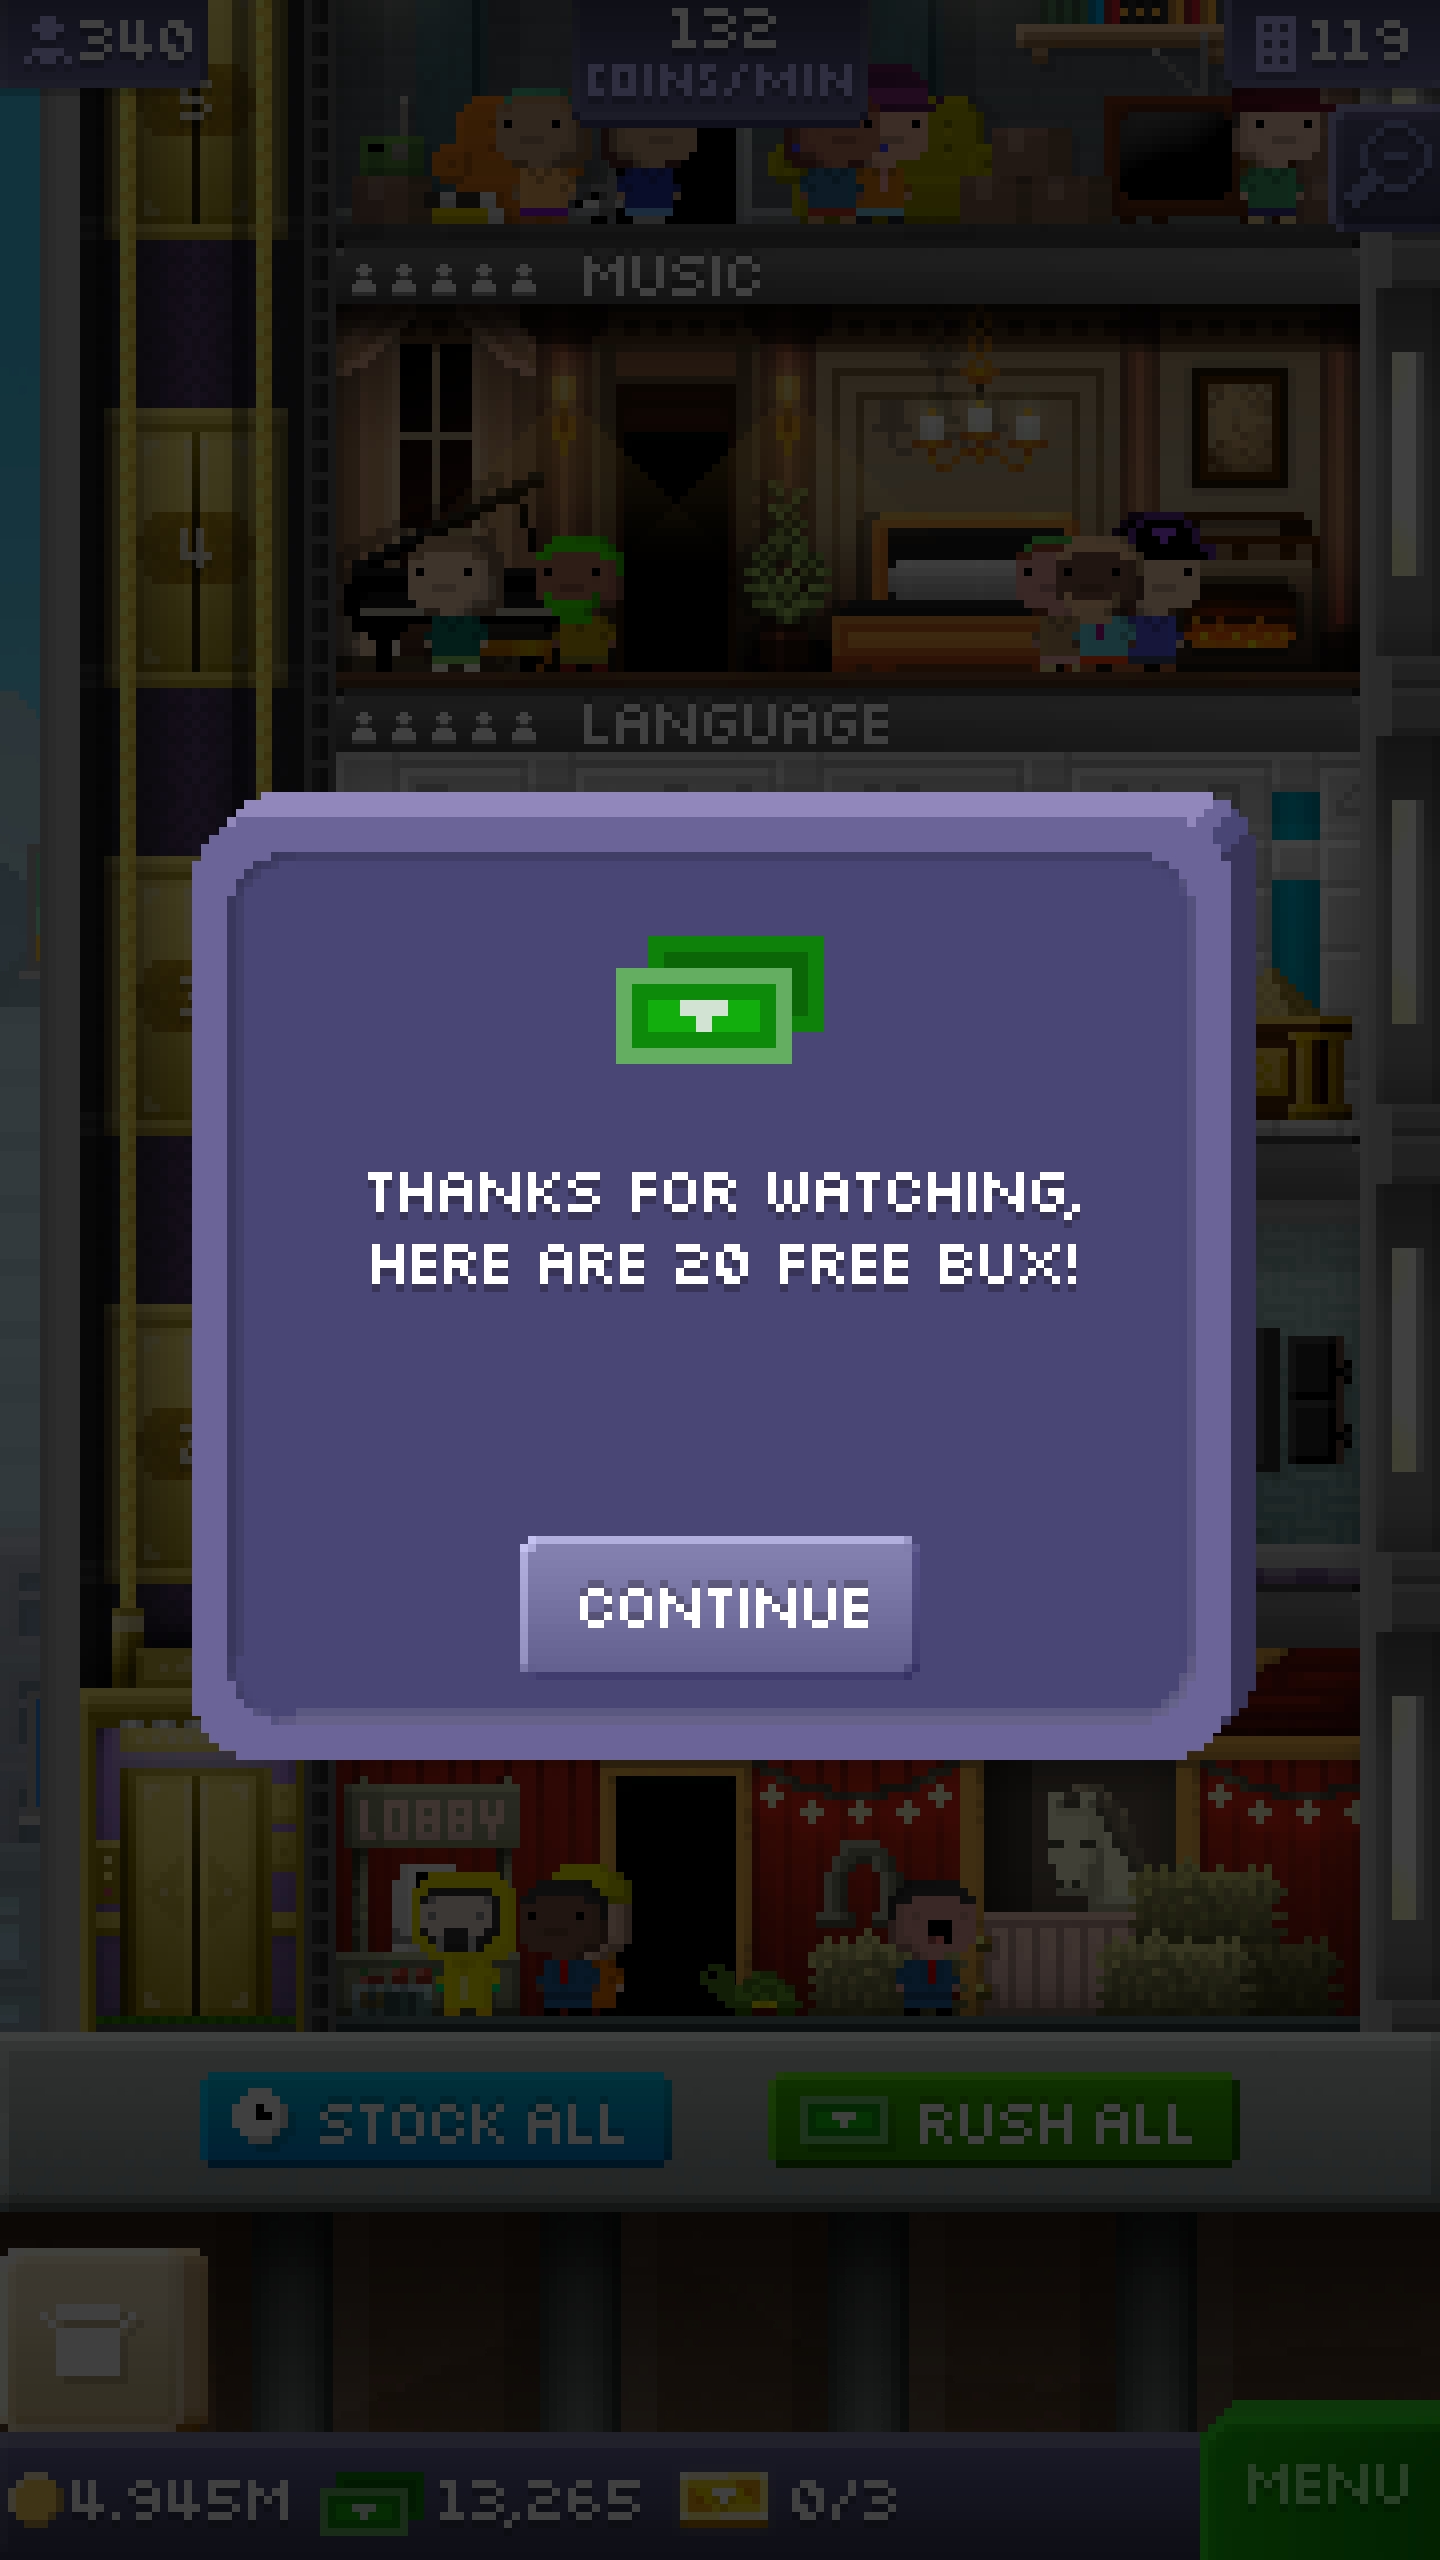 340
132
COINS/MIN
119
5
MUSIC
4
LANGUAGE
THANKS FOR WATCHING,
HERE ARE 20 FREE BUX!
CONTINUE
LOBBY
STOCK ALL
RUSH ALL
4.945M
13,265
0/3
MENU